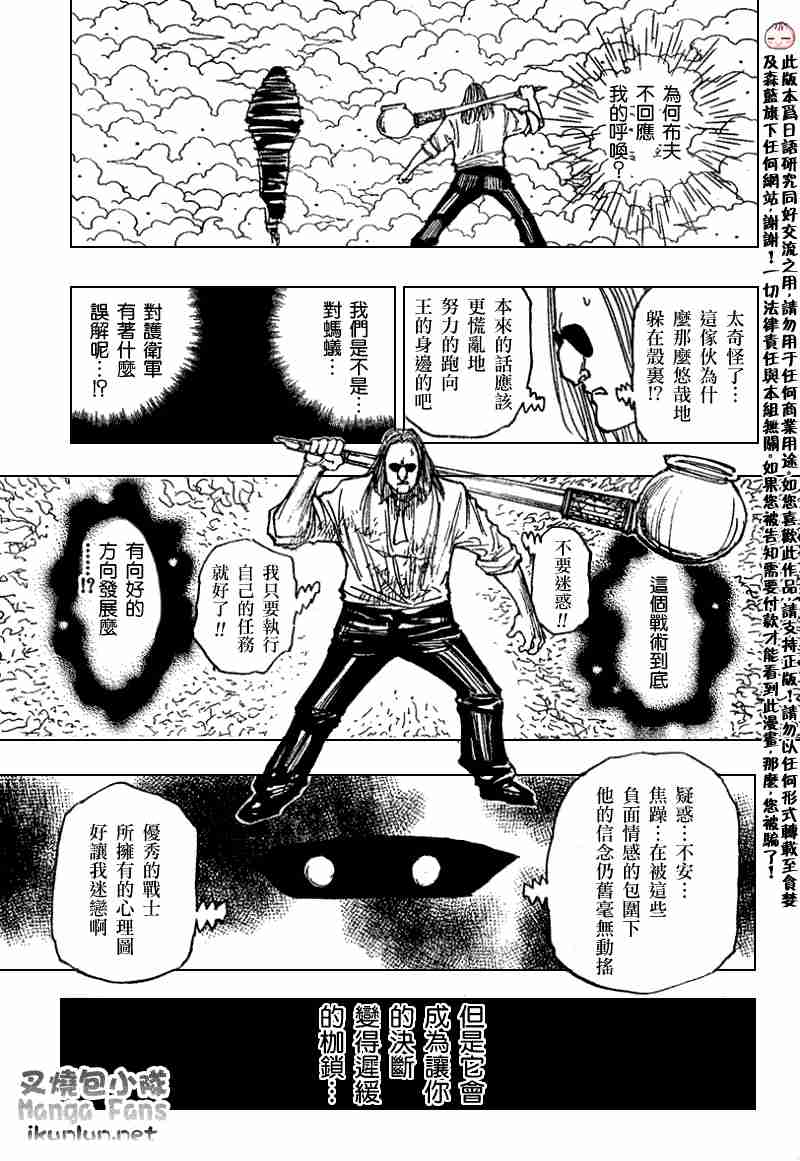 為何布夫
不回應
我的呼喚?
太奇怪了…
這傢伙為什
麼那麼悠哉地
躲在殼裏!?
本來的話應該
更慌亂地
努力的跑向
王的身邊的吧
我們是不是…
對螞蟻…
對護衛軍
有著什麼
誤解呢…!?
這個戰術到底
不要迷惑!!
我只要執行
自己的任務
就好了!!
有向好的
方向發展麼
……!?
疑惑…不安…
焦躁…在被這些
負面情感的包圍下
他的信念仍舊毫無動搖
優秀的戰士
所擁有的心理圖
好讓我迷戀啊
但是它會
成為讓你
的決斷
變得遲緩
的枷鎖…
此版本爲日語研究同好交流之用,請勿用于任何商業用途,如您喜歡此作品,請支持正版!請勿以任何形式轉載至貪婪
及森藍旗下任何網站,謝謝!一切法律責任與本組無關。如果您被告知需要付款才能看到此漫畫,那麼,您被騙了!
叉燒包小隊
Manga Fans
ikunlun.net